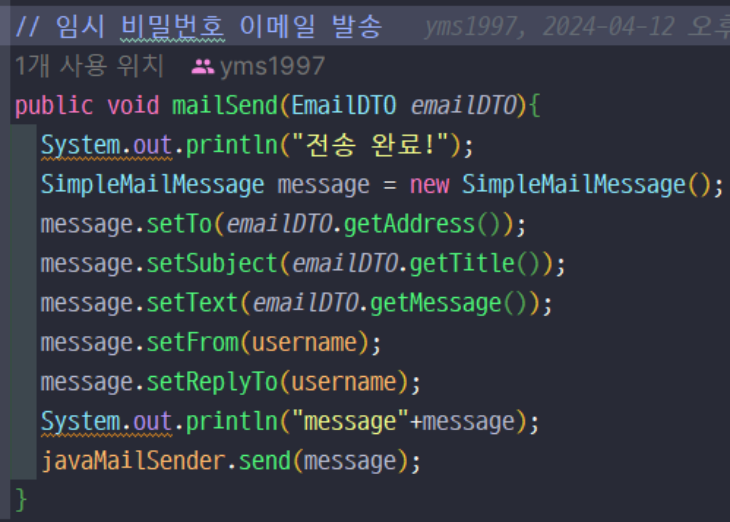 // 임시 비밀번호 이메일 발송 yms1997, 2024-04-12 오후
1개 사용 위치 yms1997
public void mailSend(EmailDTO emailDTO){
System.out.println("전송 완료!");
SimpleMailMessage message = new SimpleMailMessage();
message.setTo(emailDTO.getAddress());
message.setSubject(emailDTO.getTitle());
message.setText(emailDTO.getMessage());
message.setFrom(username);
message.setReplyTo(username);
System.out.println("message"+message);
javaMailSender.send(message);
}